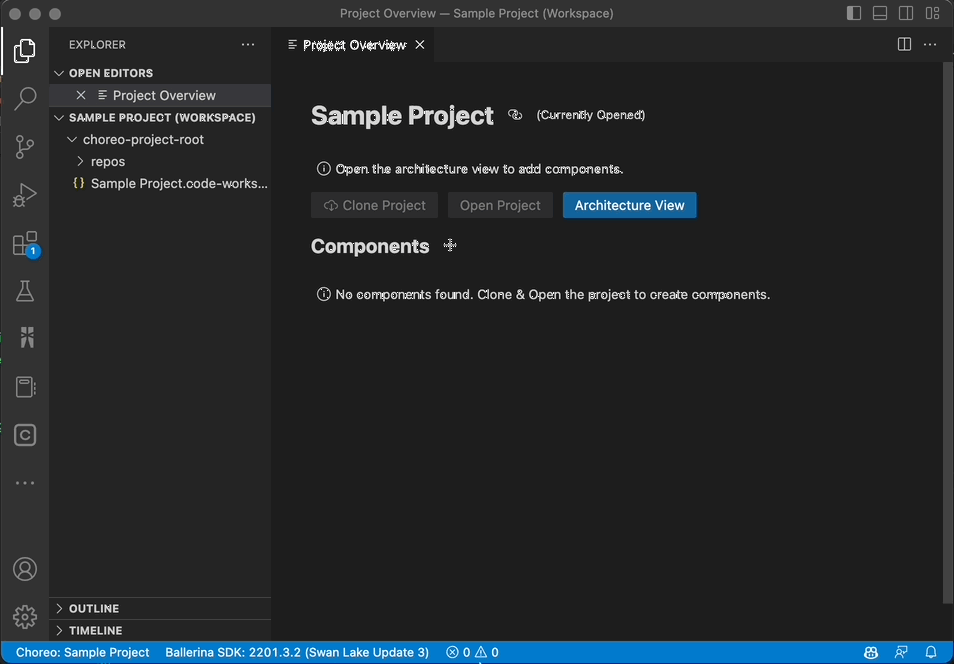 Project Overview — Sample Project (Workspace)
EXPLORER
Project Overview
OPEN EDITORS
Project Overview
SAMPLE PROJECT (WORKSPACE)
choreo-project-root
repos
{} Sample Project.code-works...
1
Sample Project (Currently Opened)
Open the architecture view to add components.
Clone Project Open Project Architecture View
Components
No components found. Clone & Open the project to create components.
OUTLINE
TIMELINE
Choreo: Sample Project Ballerina SDK: 2201.3.2 (Swan Lake Update 3) 0 0